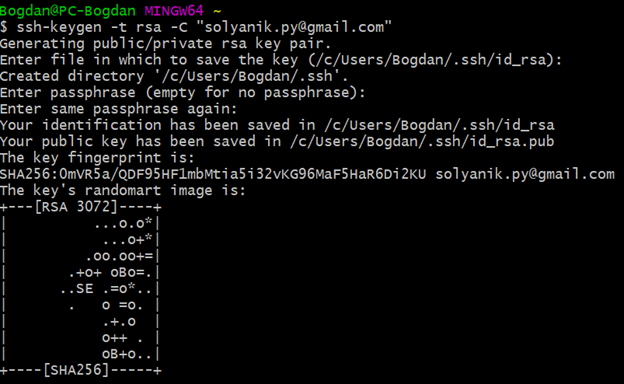 Bogdan@PC-Bogdan MINGW64 ~
$ ssh-keygen -t rsa -C "solyanik.py@gmail.com"
Generating public/private rsa key pair.
Enter file in which to save the key (/c/Users/Bogdan/.ssh/id_rsa):
Created directory '/c/Users/Bogdan/.ssh'.
Enter passphrase (empty for no passphrase):
Enter same passphrase again:
Your identification has been saved in /c/Users/Bogdan/.ssh/id_rsa
Your public key has been saved in /c/Users/Bogdan/.ssh/id_rsa.pub
The key fingerprint is:
SHA256:0mVR5a/QDF95HF1mbMtia5i32vKG96MaF5HaR6Di2KU solyanik.py@gmail.com
The key's randomart image is:
+---[RSA 3072]----+
|          ...o.o*|
|           ...o+*|
|         .oo.oo+=|
|       .+o+ oBo=.|
|      ..SE .=o*..|
|       .   o =o. |
|           .+.o  |
|           o++ . |
|           oB+o..|
+----[SHA256]-----+